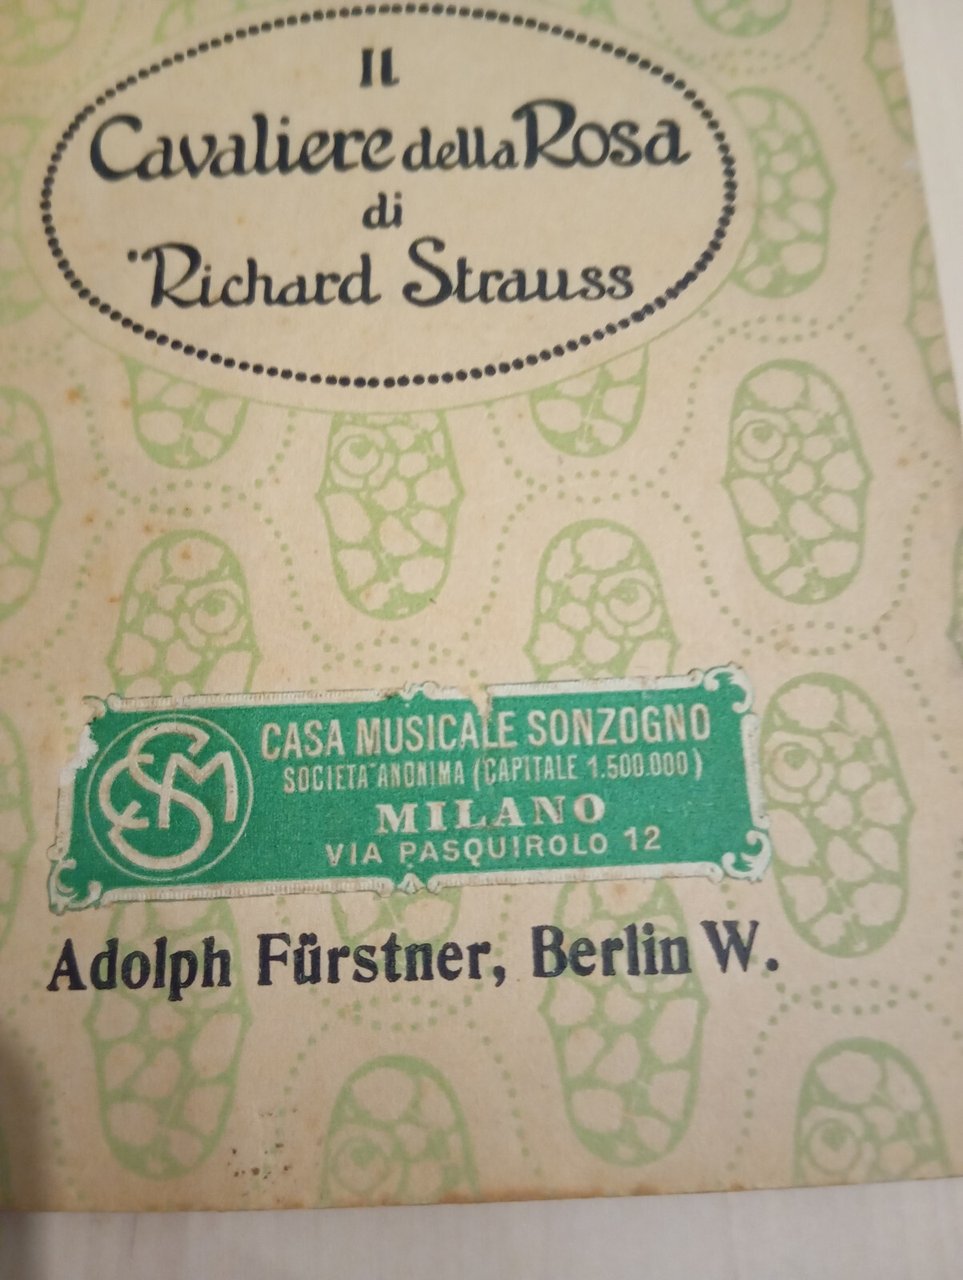 Il
Cavaliere della Rosa
di
Richard Strauss
CSM
CASA MUSICALE SONZOGNO
SOCIETA ANONIMA (CAPITALE 1.500.000)
MILANO
VIA PASQUIROLO 12
Adolph Fürstner, Berlin W.